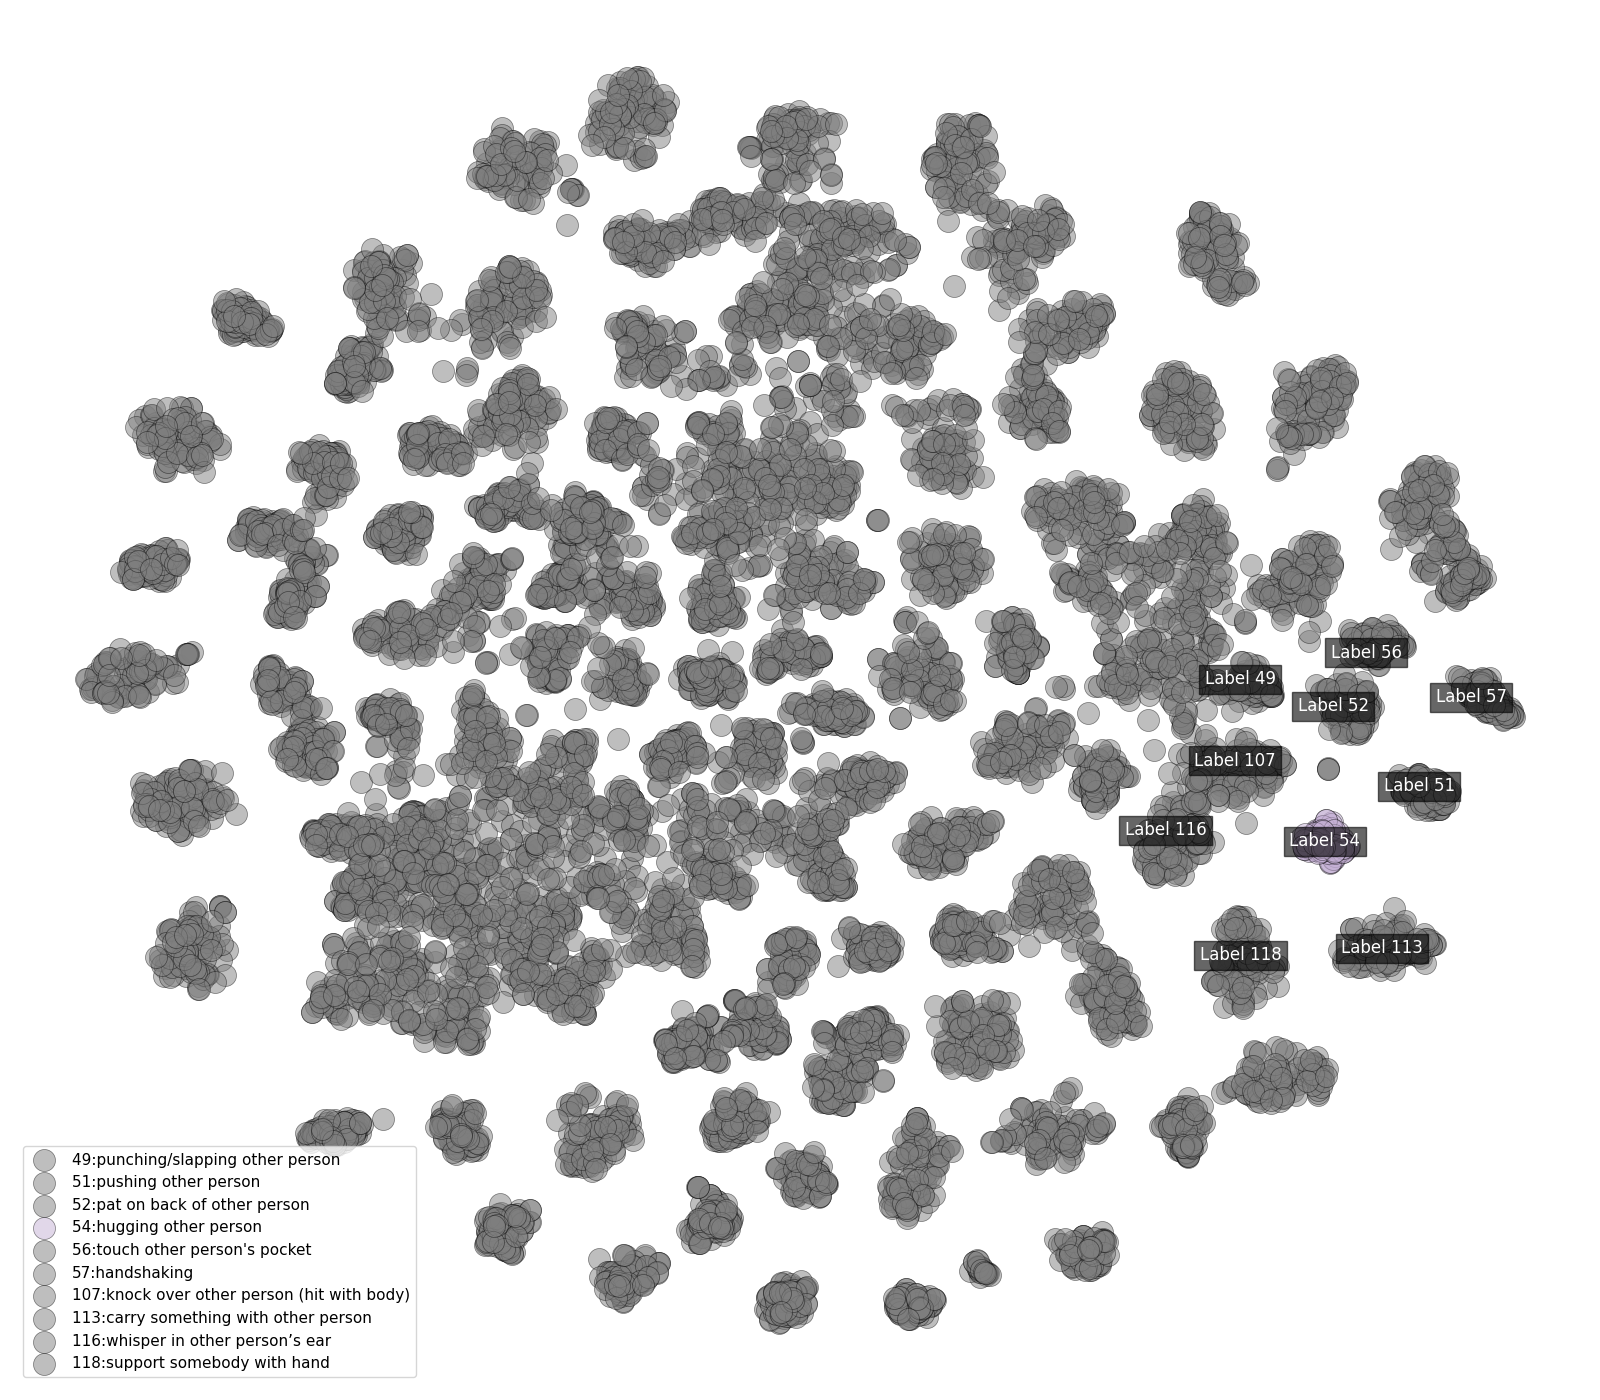 Label 56
Label 49
Label 57
Label 52
Label 107
Label 51
Label 116
Label 54
Label 113
Label 118
49:punching/slapping other person
51:pushing other person
52:pat on back of other person
54:hugging other person
56:touch other person's pocket
57:handshaking
107:knock over other person (hit with body)
113:carry something with other person
116:whisper in other person’s ear
118:support somebody with hand